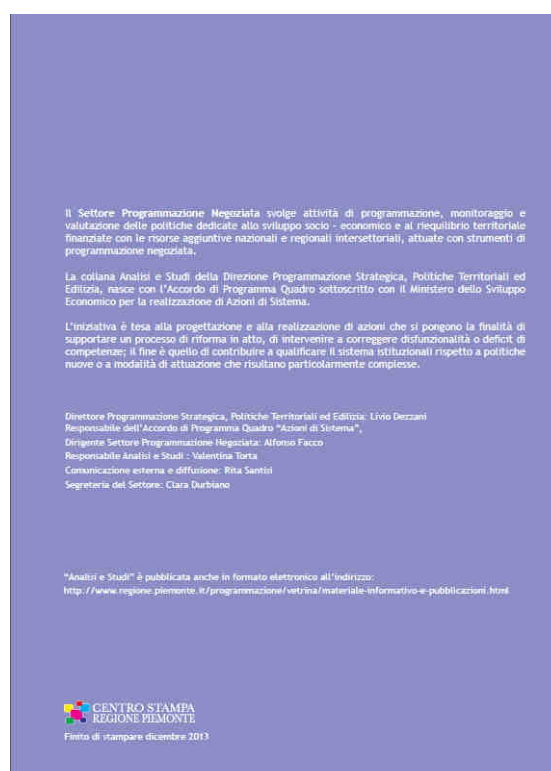 Il Settore Programmazione Negoziata svolge attività di programmazione, monitoraggio e
valutazione delle politiche dedicate allo sviluppo socio - economico e al riequilibrio territoriale
finanziate con le risorse aggiuntive nazionali e regionali intersettoriali, attuate con strumenti di
programmazione negoziata.
La collana Analisi e Studi della Direzione Programmazione Strategica, Politiche Territoriali ed
Edilizia, nasce con l'Accordo di Programma Quadro sottoscritto con il Ministero dello Sviluppo
Economico per la realizzazione di Azioni di Sistema.
L'iniziativa è tesa alla progettazione e alla realizzazione di azioni che si pongono la finalità di
supportare un processo di riforma in atto, di intervenire a correggere disfunzionalità o deficit di
competenze; il fine è quello di contribuire a qualificare il sistema istituzionali rispetto a politiche
nuove o a modalità di attuazione che risultano particolarmente complesse.
Direttore Programmazione Strategica, Politiche Territoriali ed Edilizia: Livio Dezzani
Responsabile dell'Accordo di Programma Quadro "Azioni di Sistema",
Dirigente Settore Programmazione Negoziata: Alfonso Facco
Responsabile Analisi e Studi : Valentina Torta
Comunicazione esterna e diffusione: Rita Santisi
Segreteria del Settore: Clara Durbiano
"Analisi e Studi" è pubblicata anche in formato elettronico all'indirizzo:
http://www.regione.piemonte.it/programmazione/vetrina/materiale-informativo-e-pubblicazioni.html
CENTRO STAMPA
REGIONE PIEMONTE
Finito di stampare dicembre 2013